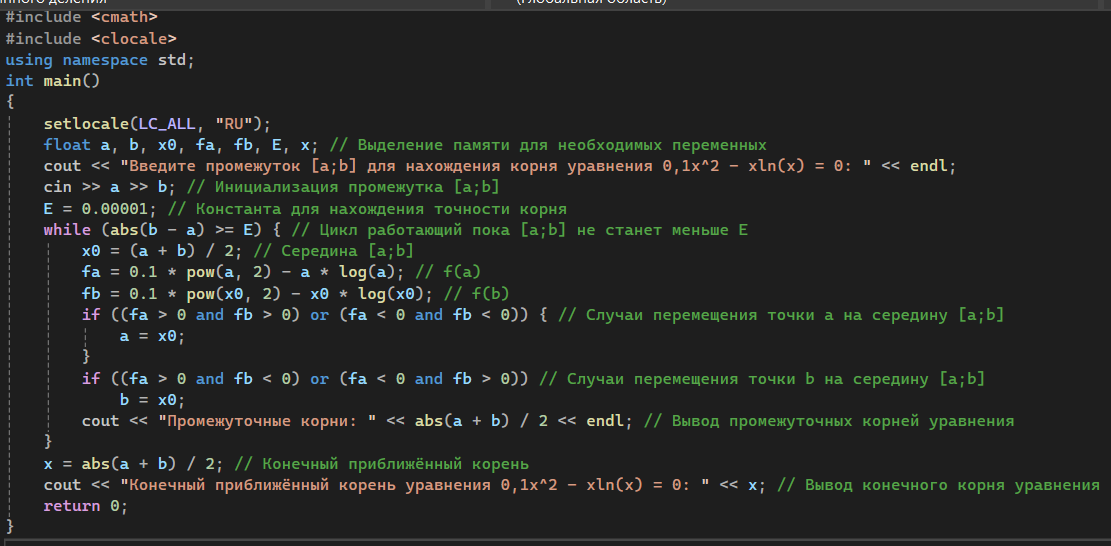 нного деления (Глобальная область)
#include <cmath>
#include <clocale>
using namespace std;
int main()
{
    setlocale(LC_ALL, "RU");
    float a, b, x0, fa, fb, E, x; // Выделение памяти для необходимых переменных
    cout << "Введите промежуток [a;b] для нахождения корня уравнения 0,1x^2 - xln(x) = 0: " << endl;
    cin >> a >> b; // Инициализация промежутка [a;b]
    E = 0.00001; // Константа для нахождения точности корня
    while (abs(b - a) >= E) { // Цикл работающий пока [a;b] не станет меньше E
        x0 = (a + b) / 2; // Середина [a;b]
        fa = 0.1 * pow(a, 2) - a * log(a); // f(a)
        fb = 0.1 * pow(x0, 2) - x0 * log(x0); // f(b)
        if ((fa > 0 and fb > 0) or (fa < 0 and fb < 0)) { // Случаи перемещения точки a на середину [a;b]
            a = x0;
        }
        if ((fa > 0 and fb < 0) or (fa < 0 and fb > 0)) // Случаи перемещения точки b на середину [a;b]
            b = x0;
        cout << "Промежуточные корни: " << abs(a + b) / 2 << endl; // Вывод промежуточных корней уравнения
    }
    x = abs(a + b) / 2; // Конечный приближённый корень
    cout << "Конечный приближённый корень уравнения 0,1x^2 - xln(x) = 0: " << x; // Вывод конечного корня уравнения
    return 0;
}